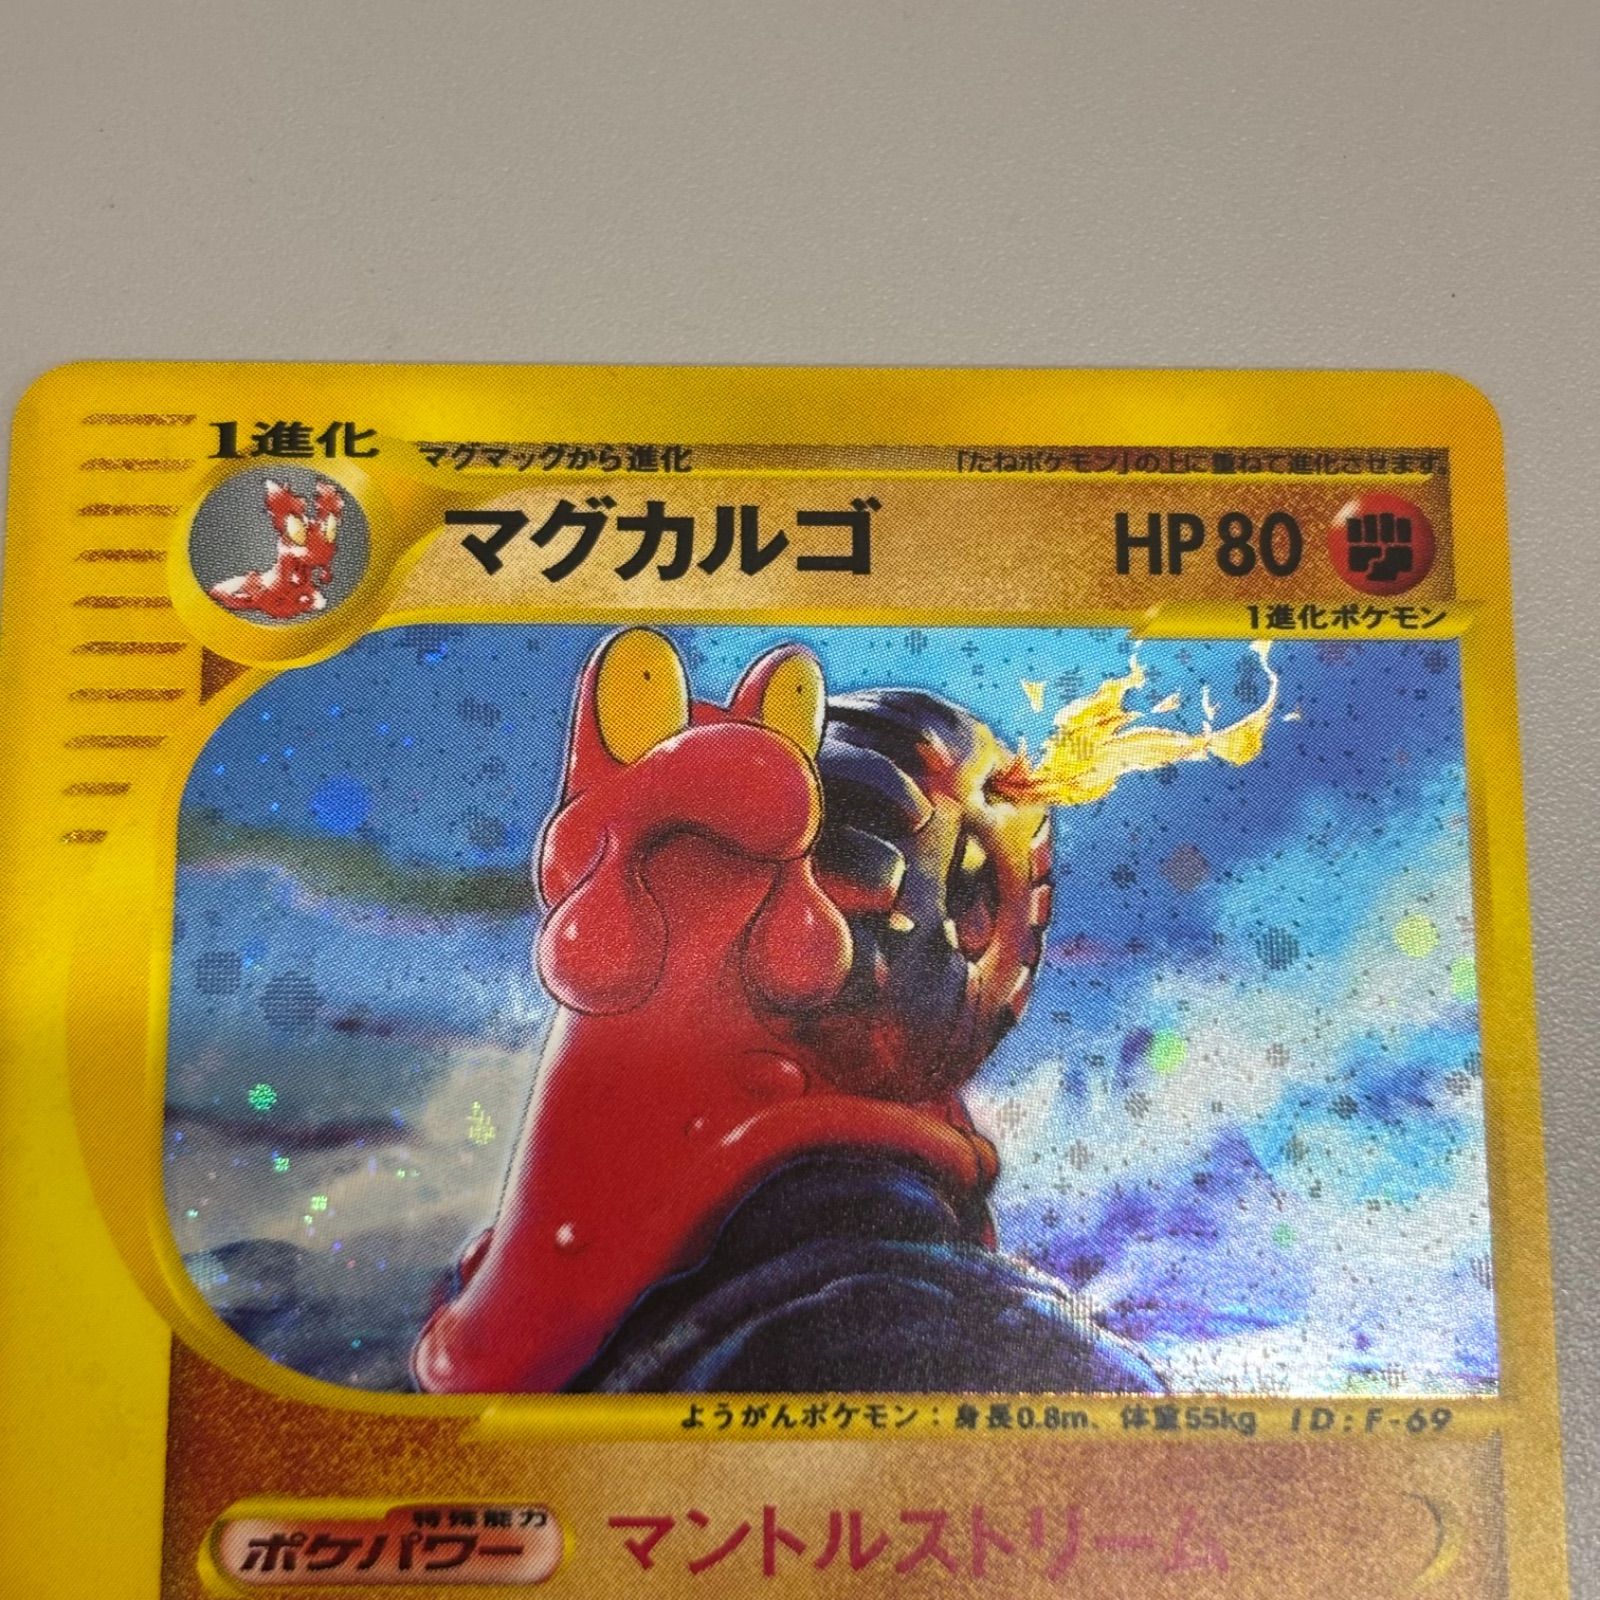 1進化
マグマッグから進化
「たねポケモン」の上に重ねて進化させます。
マグカルゴ
HP80
1進化ポケモン
ようがんポケモン：身長0.8m、体重55kg ID:F-69
特殊能力
ポケパワー
マントルストリーム